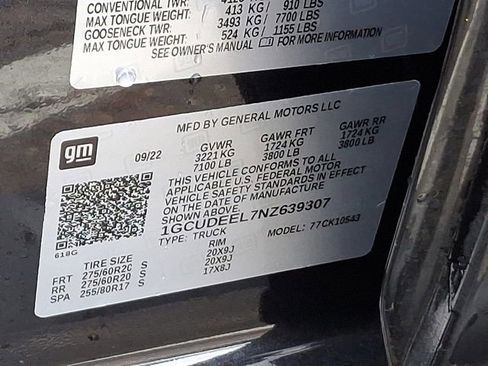 CONVENTIONAL TWR:
MAX TONGUE WEIGHT: 413 KG / 910 LBS
GOOSENECK TWR: 3493 KG / 7700 LBS
MAX TONGUE WEIGHT: 524 KG / 1155 LBS
SEE OWNER'S MANUAL FOR MORE INFORMATION.
MFD BY GENERAL MOTORS LLC
gm
09/22
GVWR GAWR FRT GAWR RR
3221 KG 1724 KG 1724 KG
7100 LB 3800 LB 3800 LB
THIS VEHICLE CONFORMS TO ALL
APPLICABLE U.S. FEDERAL MOTOR
VEHICLE SAFETY STANDARDS IN EFFECT
ON THE DATE OF MANUFACTURE
SHOWN ABOVE.
1GCUDEEL7NZ639307
TYPE: TRUCK MODEL: 77CK10543
618G
TIRE SIZE RIM
FRT 275/60R20 S 20X9J
RR 275/60R20 S 20X9J
SPA 255/80R17 S 17X8J